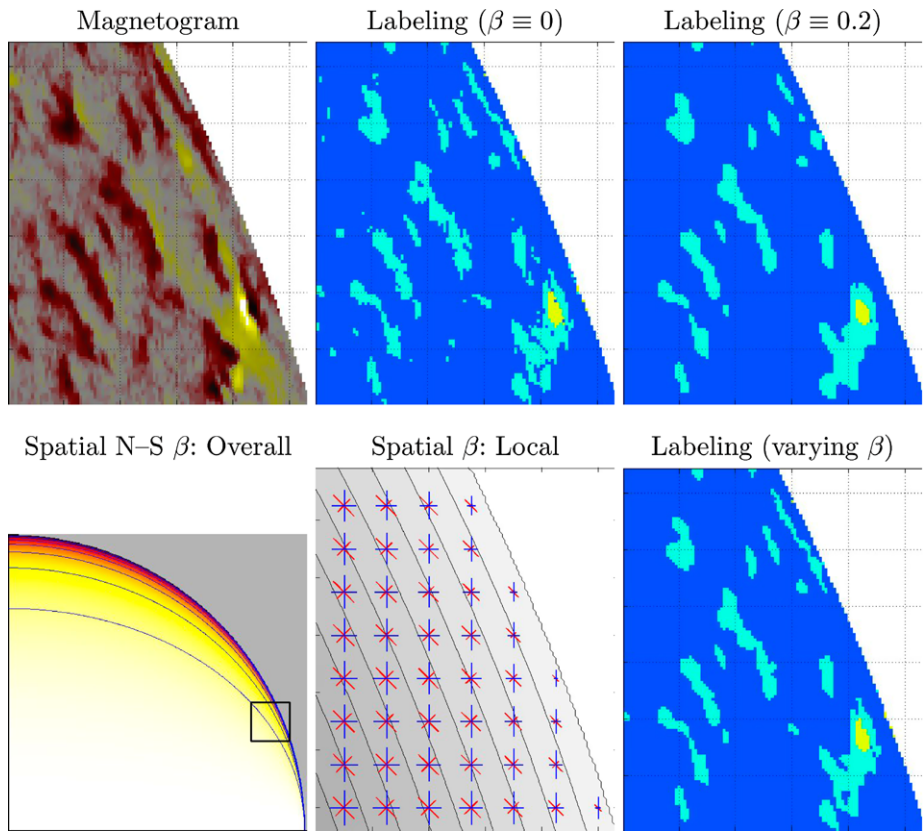 Magnetogram
Labeling (β ≡ 0)
Labeling (β ≡ 0.2)
Spatial N–S β: Overall
Spatial β: Local
Labeling (varying β)